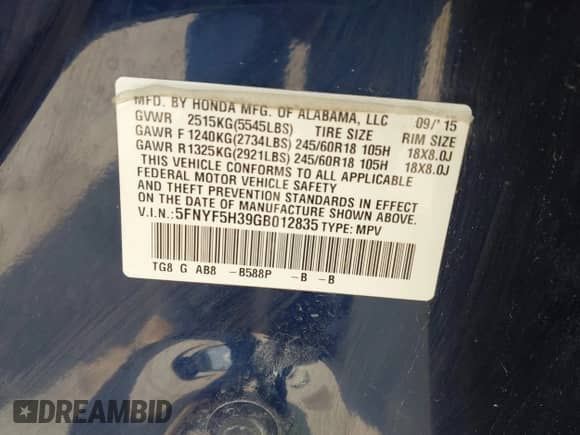 MFD. BY HONDA MFG. OF ALABAMA, LLC 09/'15
GVWR 2515KG(5545LBS) TIRE SIZE RIM SIZE
GAWR F 1240KG(2734LBS) 245/60R18 105H 18X8.0J
GAWR R 1325KG(2921LBS) 245/60R18 105H 18X8.0J
THIS VEHICLE CONFORMS TO ALL APPLICABLE
FEDERAL MOTOR VEHICLE SAFETY
AND THEFT PREVENTION STANDARDS IN EFFECT
ON THE DATE OF MANUFACTURE SHOWN ABOVE.
V.I.N.:5FNYF5H39GB012835 TYPE: MPV
TG8 G AB8 -B588P -B -B
DREAMBID